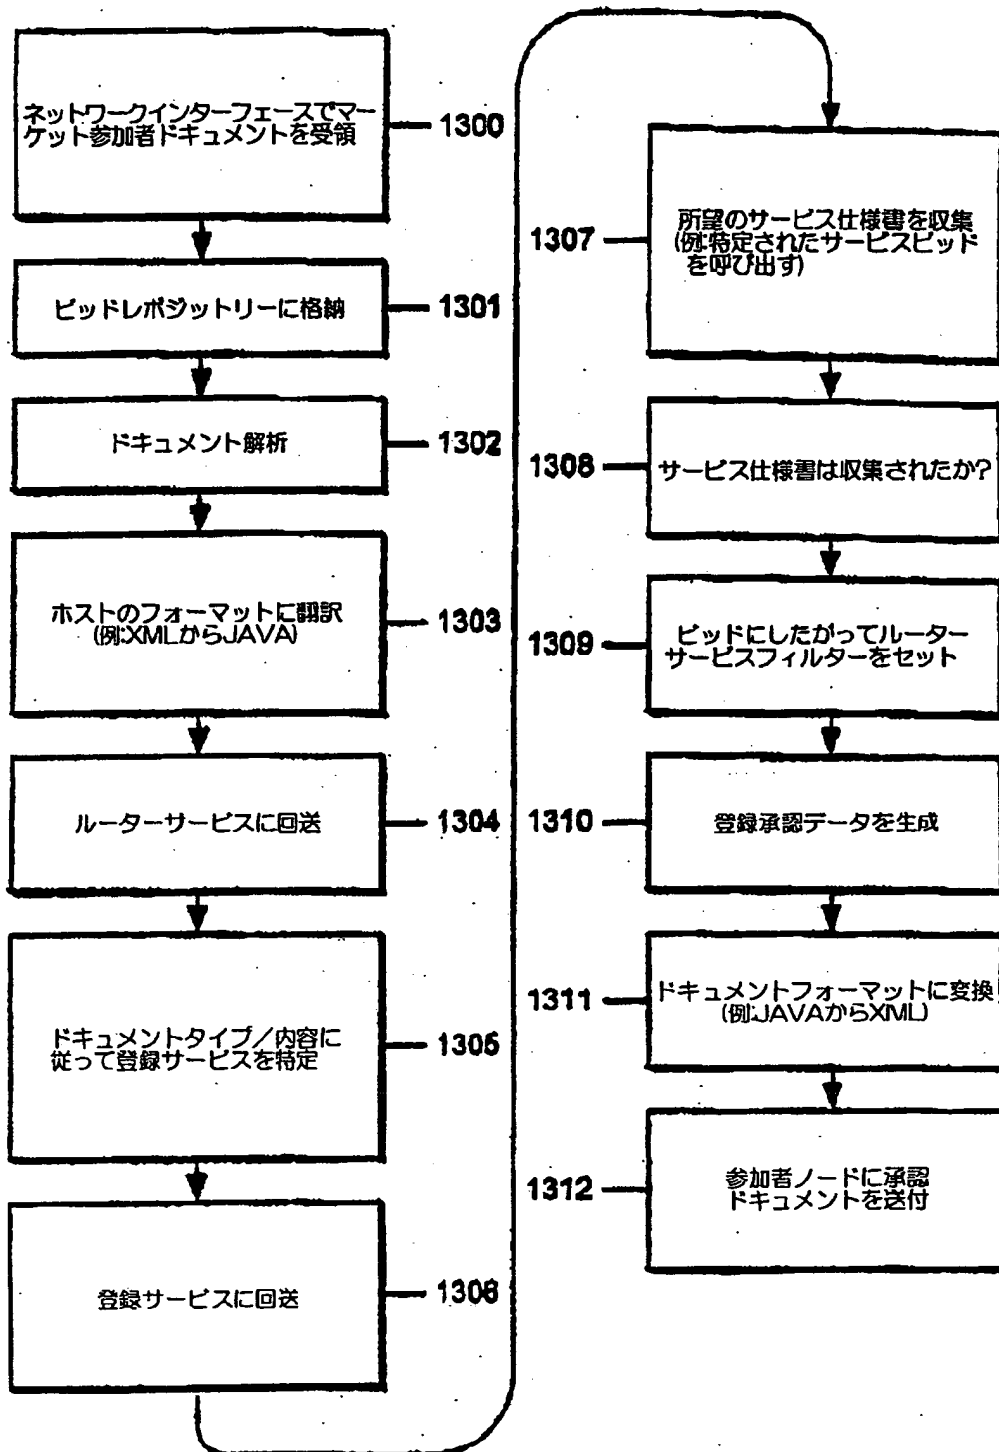 ネットワークインターフェースでマー
ケット参加者ドキュメントを受領
1300
ビッドレポジットリーに格納
1301
ドキュメント解析
1302
ホストのフォーマットに翻訳
(例:XMLからJAVA)
1303
ルーターサービスに回送
1304
ドキュメントタイプ/内容に
従って登録サービスを特定
1305
登録サービスに回送
1306
所望のサービス仕様書を収集
(例:特定されたサービスビッド
を呼び出す)
1307
サービス仕様書は収集されたか?
1308
ビッドにしたがってルーター
サービスフィルターをセット
1309
登録承認データを生成
1310
ドキュメントフォーマットに変換
(例:JAVAからXML)
1311
参加者ノードに承認
ドキュメントを送付
1312